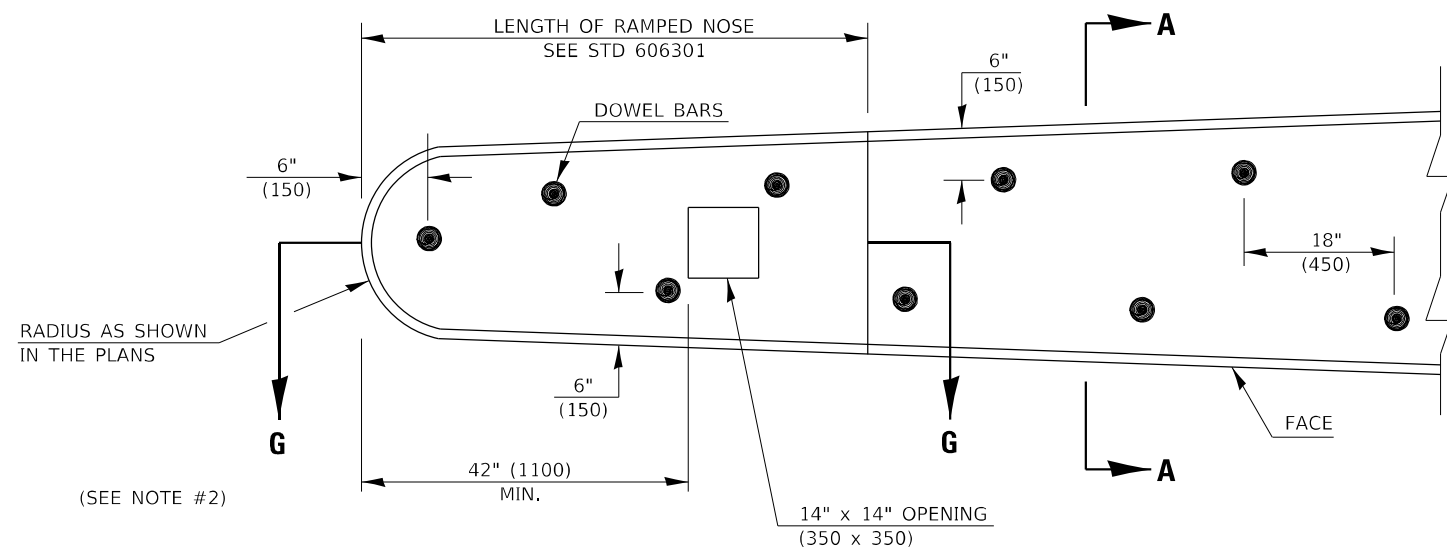 LENGTH OF RAMPED NOSE
SEE STD 606301
A
6"
(150)
DOWEL BARS
6"
(150)
18"
(450)
RADIUS AS SHOWN
IN THE PLANS
6"
(150)
FACE
G
G
42" (1100)
MIN.
A
(SEE NOTE #2)
14" x 14" OPENING
(350 x 350)